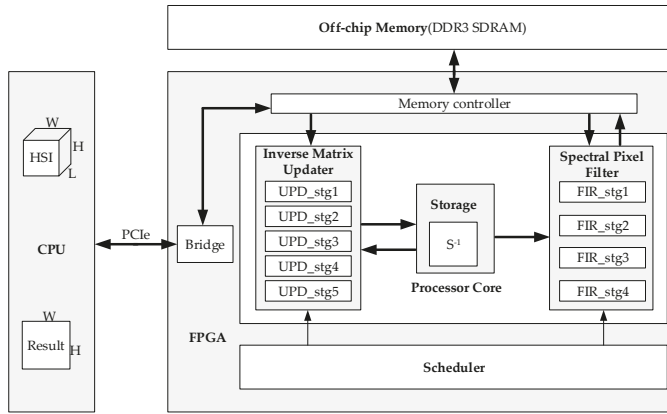 Off-chip Memory(DDR3 SDRAM)
Memory controller
W
HSI
H
L
CPU
PCIe
Bridge
W
Result
H
FPGA
Inverse Matrix
Updater
UPD_stg1
UPD_stg2
UPD_stg3
UPD_stg4
UPD_stg5
Storage
S-1
Processor Core
Spectral Pixel
Filter
FIR_stg1
FIR_stg2
FIR_stg3
FIR_stg4
Scheduler